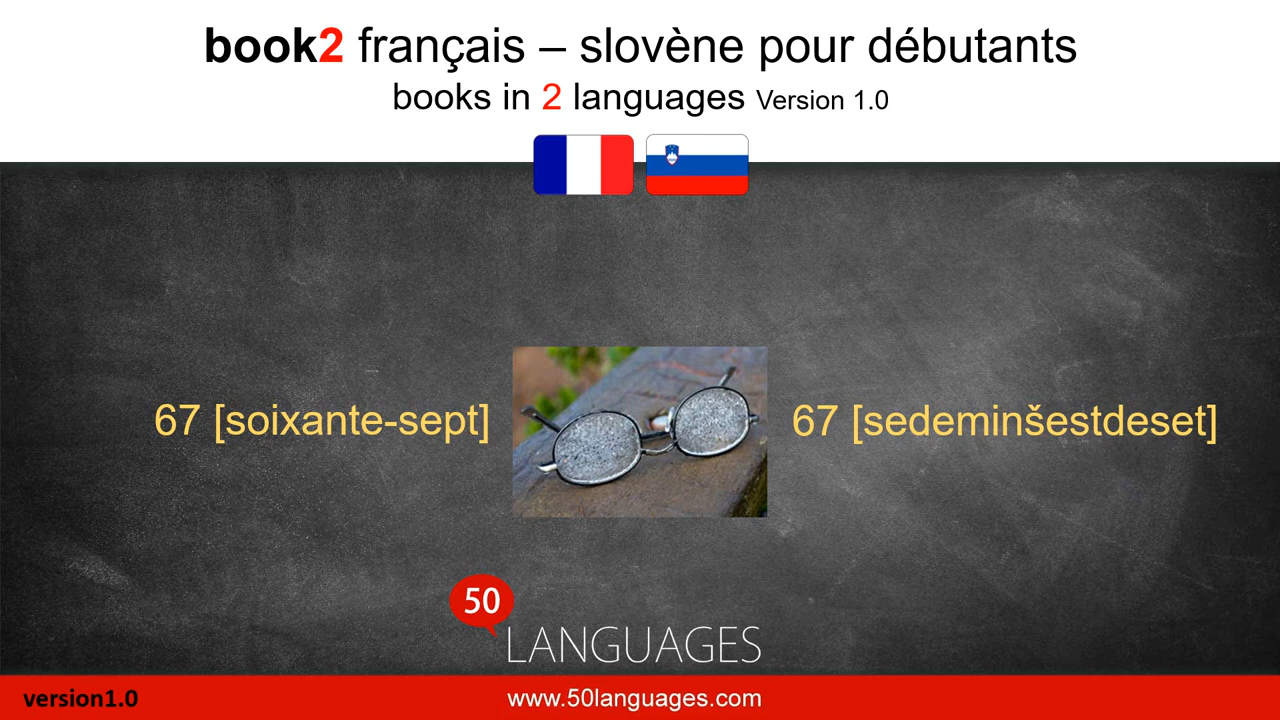 book2 français – slovène pour débutants
books in 2 languages Version 1.0
67 [soixante-sept]
67 [sedeminšestdeset]
50
LANGUAGES
version1.0
www.50languages.com